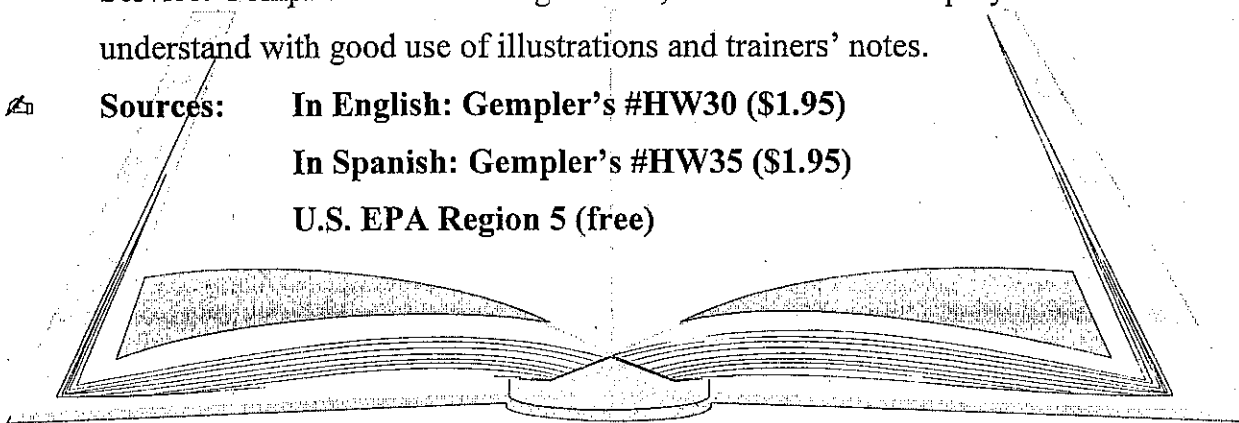 understand with good use of illustrations and trainers' notes.
Sources: In English: Gempler's #HW30 ($1.95)
In Spanish: Gempler's #HW35 ($1.95)
U.S. EPA Region 5 (free)